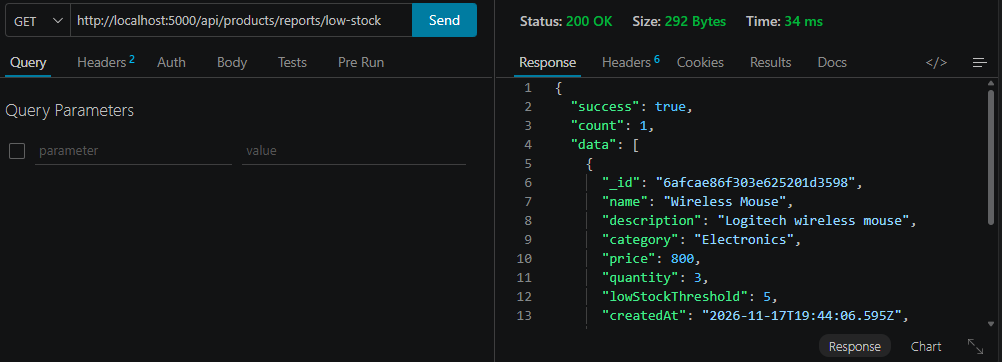 GET http://localhost:5000/api/products/reports/low-stock Send
Query Headers 2 Auth Body Tests Pre Run
Query Parameters
parameter value
Status: 200 OK Size: 292 Bytes Time: 34 ms
Response Headers 6 Cookies Results Docs </>
1 {
2 "success": true,
3 "count": 1,
4 "data": [
5 {
6 "_id": "6afcae86f303e625201d3598",
7 "name": "Wireless Mouse",
8 "description": "Logitech wireless mouse",
9 "category": "Electronics",
10 "price": 800,
11 "quantity": 3,
12 "lowStockThreshold": 5,
13 "createdAt": "2026-11-17T19:44:06.595Z",
Response Chart